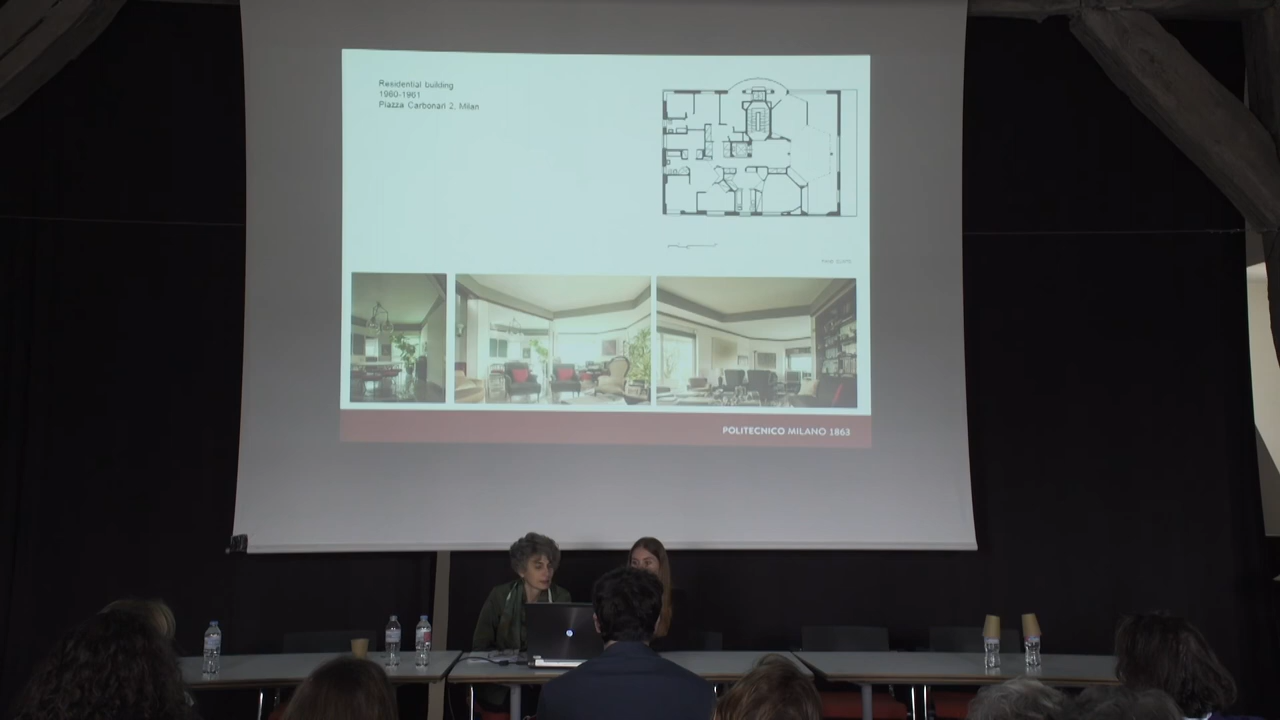 Residential building
1960-1961
Piazza Carbonari 2, Milan
POLITECNICO MILANO 1863